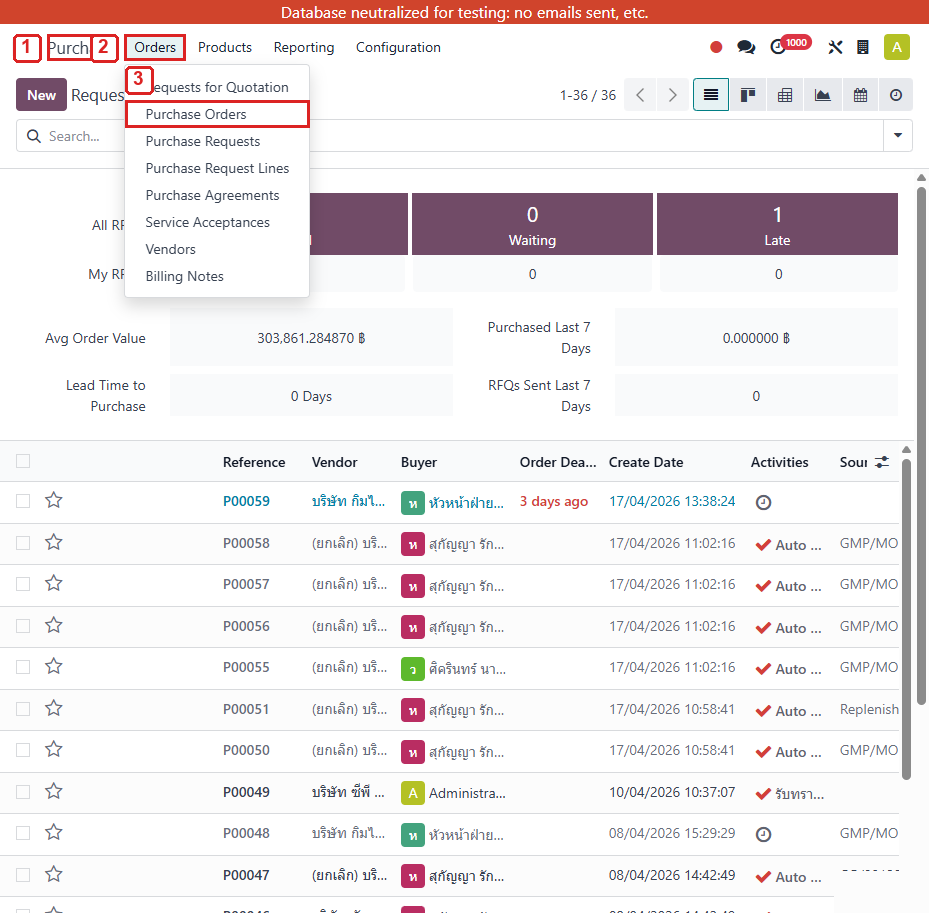 Database neutralized for testing: no emails sent, etc.
1 Purch 2 Orders Products Reporting Configuration 1000 A
New Reques 1-36 / 36
3 equests for Quotation
Purchase Orders
Search...
Purchase Requests
Purchase Request Lines
Purchase Agreements
Service Acceptances
Vendors
Billing Notes
All RF 0 1
Waiting Late
My RF 0 0
Avg Order Value 303,861.284870 ฿ Purchased Last 7 Days 0.000000 ฿
Lead Time to Purchase 0 Days RFQs Sent Last 7 Days 0
Reference Vendor Buyer Order Dea... Create Date Activities Sour
P00059 บริษัท กิมไ... ห หัวหน้าฝ่าย... 3 days ago 17/04/2026 13:38:24
P00058 (ยกเลิก) บริ... ห สุกัญญา รัก... 17/04/2026 11:02:16 Auto ... GMP/MO
P00057 (ยกเลิก) บริ... ห สุกัญญา รัก... 17/04/2026 11:02:16 Auto ... GMP/MO
P00056 (ยกเลิก) บริ... ห สุกัญญา รัก... 17/04/2026 11:02:16 Auto ... GMP/MO
P00055 (ยกเลิก) บริ... ว ศิครินทร์ นา... 17/04/2026 11:02:16 Auto ... GMP/MO
P00051 (ยกเลิก) บริ... ห สุกัญญา รัก... 17/04/2026 10:58:41 Auto ... Replenish
P00050 (ยกเลิก) บริ... ห สุกัญญา รัก... 17/04/2026 10:58:41 Auto ... GMP/MO
P00049 บริษัท ซีพี ... A Administra... 10/04/2026 10:37:07 รับทรา...
P00048 บริษัท กิมไ... ห หัวหน้าฝ่าย... 08/04/2026 15:29:29 GMP/MO
P00047 (ยกเลิก) บริ... ห สุกัญญา รัก... 08/04/2026 14:42:49 Auto ...